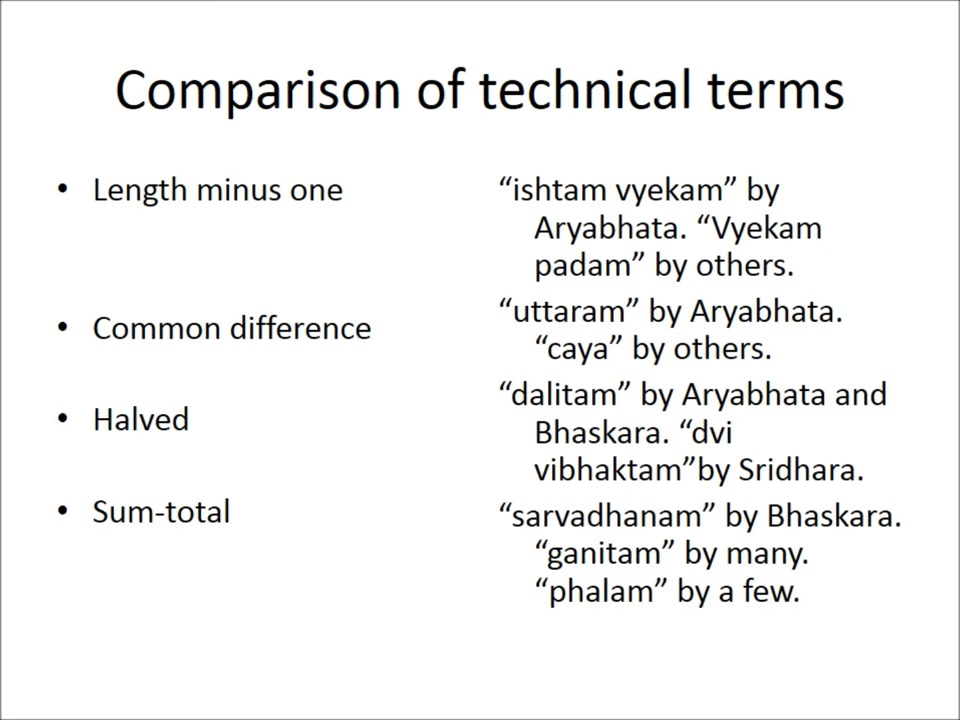 Comparison of technical terms
• Length minus one
“ishtam vyekam” by
Aryabhata. “Vyekam
padam” by others.
• Common difference
“uttaram” by Aryabhata.
“caya” by others.
• Halved
“dalitam” by Aryabhata and
Bhaskara. “dvi
vibhaktam”by Sridhara.
• Sum-total
“sarvadhanam” by Bhaskara.
“ganitam” by many.
“phalam” by a few.